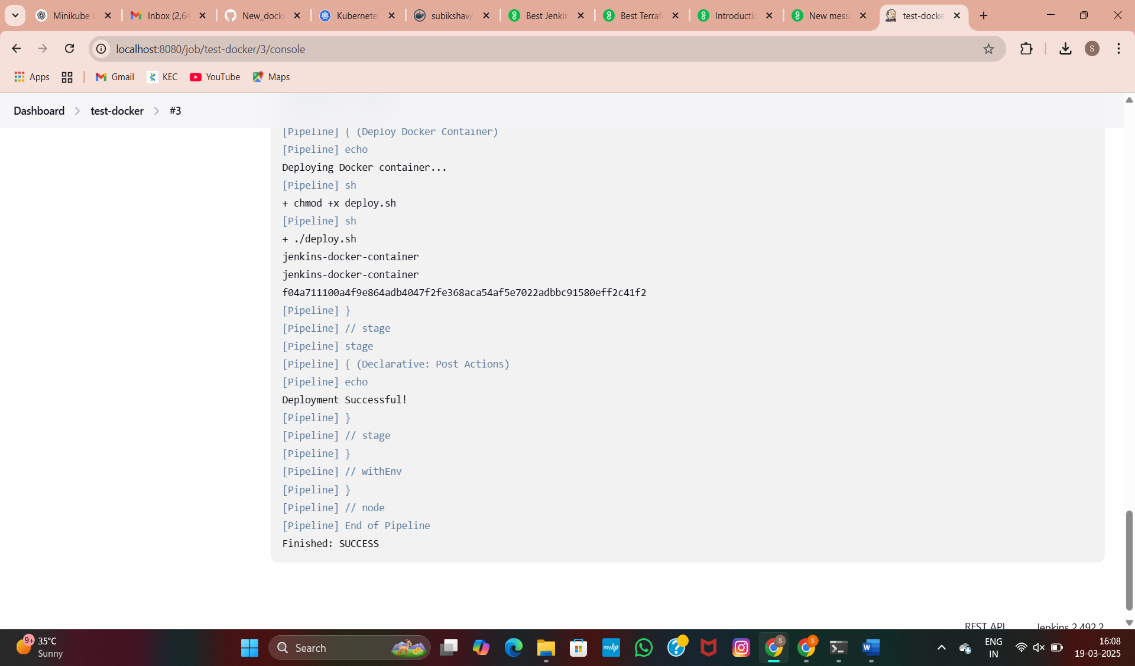 Minikube
Inbox (2,64
New_dock
Kubernete
subikshav/
Best Jenkin
Best Terraf
Introducti
New mess
test-docke
localhost:8080/job/test-docker/3/console
S
Apps
Gmail
KEC
YouTube
Maps
Dashboard > test-docker > #3
[Pipeline] { (Deploy Docker Container)
[Pipeline] echo
Deploying Docker container...
[Pipeline] sh
+ chmod +x deploy.sh
[Pipeline] sh
+ ./deploy.sh
jenkins-docker-container
jenkins-docker-container
f04a711100a4f9e864adb4047f2fe368aca54af5e7022adbbc91580eff2c41f2
[Pipeline] }
[Pipeline] // stage
[Pipeline] stage
[Pipeline] { (Declarative: Post Actions)
[Pipeline] echo
Deployment Successful!
[Pipeline] }
[Pipeline] // stage
[Pipeline] }
[Pipeline] // withEnv
[Pipeline] }
[Pipeline] // node
[Pipeline] End of Pipeline
Finished: SUCCESS
REST API
Jenkins 2.492.2
9+
35°C
Sunny
Search
ENG
IN
16:08
19-03-2025